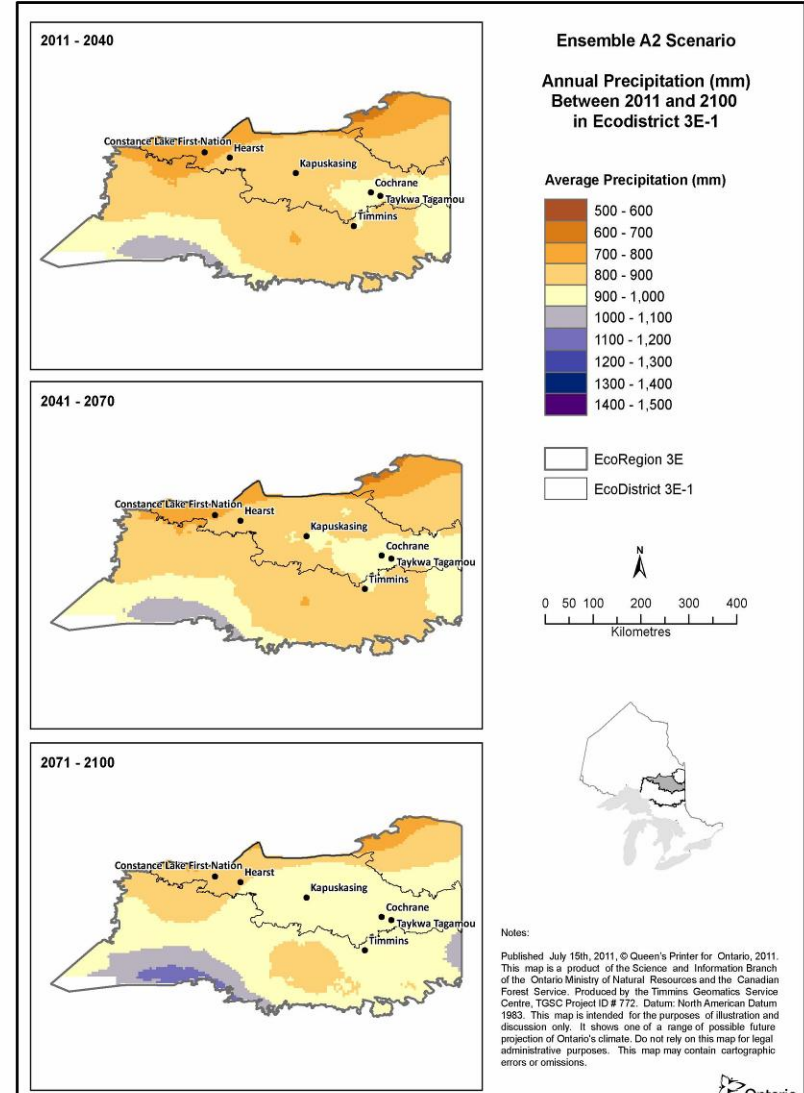 2011 - 2040
Constance Lake First Nation
Hearst
Kapuskasing
Cochrane
Taykwa Tagamou
Timmins
2041 - 2070
Constance Lake First Nation
Hearst
Kapuskasing
Cochrane
Taykwa Tagamou
Timmins
2071 - 2100
Constance Lake First Nation
Hearst
Kapuskasing
Cochrane
Taykwa Tagamou
Timmins
Ensemble A2 Scenario
Annual Precipitation (mm)
Between 2011 and 2100
in Ecodistrict 3E-1
Average Precipitation (mm)
500 - 600
600 - 700
700 - 800
800 - 900
900 - 1,000
1000 - 1,100
1100 - 1,200
1200 - 1,300
1300 - 1,400
1400 - 1,500
EcoRegion 3E
EcoDistrict 3E-1
N
0 50 100 200 300 400
Kilometres
Notes:
Published July 15th, 2011, © Queen's Printer for Ontario, 2011.
This map is a product of the Science and Information Branch
of the Ontario Ministry of Natural Resources and the Canadian
Forest Service. Produced by the Timmins Geomatics Service
Centre, TGSC Project ID # 772. Datum: North American Datum
1983. This map is intended for the purposes of illustration and
discussion only. It shows one of a range of possible future
projection of Ontario's climate. Do not rely on this map for legal
administrative purposes. This map may contain cartographic
errors or omissions.
Ontario